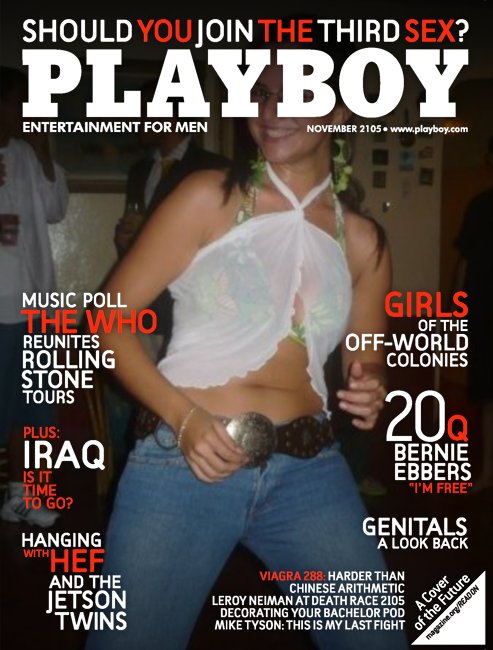 SHOULD YOU JOIN THE THIRD SEX?
PLAYBOY
ENTERTAINMENT FOR MEN
NOVEMBER 2105 • www.playboy.com
MUSIC POLL
THE WHO
REUNITES
ROLLING
STONE
TOURS
PLUS:
IRAQ
IS IT
TIME
TO GO?
HANGING
WITH HEF
AND THE
JETSON
TWINS
GIRLS
OF THE
OFF-WORLD
COLONIES
20Q
BERNIE
EBBERS
"I'M FREE"
GENITALS
A LOOK BACK
VIAGRA 288: HARDER THAN
CHINESE ARITHMETIC
LEROY NEIMAN AT DEATH RACE 2105
DECORATING YOUR BACHELOR POD
MIKE TYSON: THIS IS MY LAST FIGHT
A Cover
of the Future
magazine.org/READON